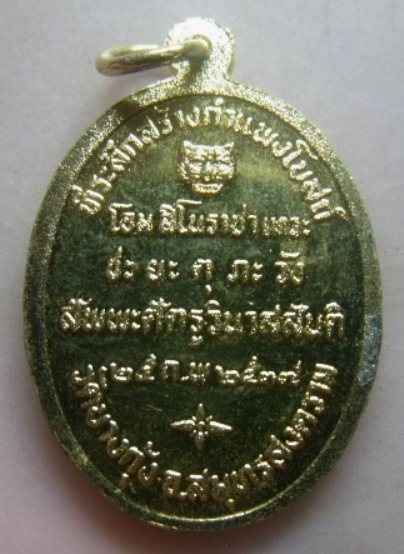 ที่ระลึกสร้างกำแพงโบสถ์
โอม สิโนราชา เทวะ
ชะ ยะ ตุ ภะ วัง
สัพพะศัตรูวินาสสันติ
๒๕ ก.พ ๒๕๓๗
วัดบางกุ้ง อ.สมุทรสงคราม